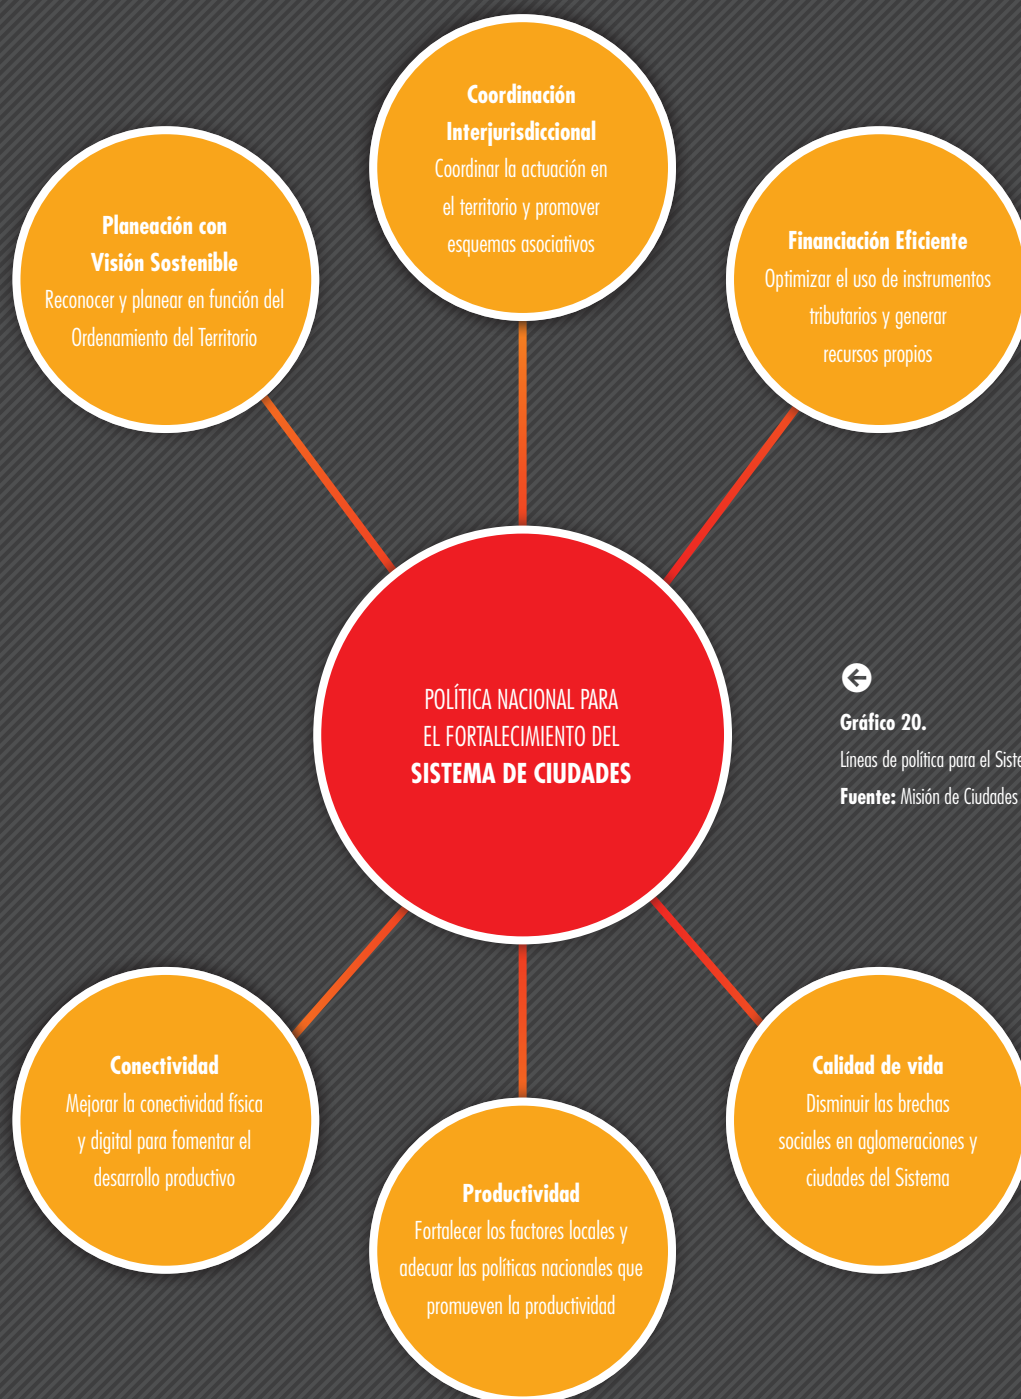 Coordinación
Interjurisdiccional
Coordinar la actuación en
el territorio y promover
esquemas asociativos
Planeación con
Visión Sostenible
Reconocer y planear en función del
Ordenamiento del Territorio
Financiación Eficiente
Optimizar el uso de instrumentos
tributarios y generar
recursos propios
POLÍTICA NACIONAL PARA
EL FORTALECIMIENTO DEL
SISTEMA DE CIUDADES
Gráfico 20.
Líneas de política para el
Fuente: Misión de Ciudades
Conectividad
Mejorar la conectividad física
y digital para fomentar el
desarrollo productivo
Productividad
Fortalecer los factores locales y
adecuar las políticas nacionales que
promueven la productividad
Calidad de vida
Disminuir las brechas
sociales en aglomeraciones y
ciudades del Sistema